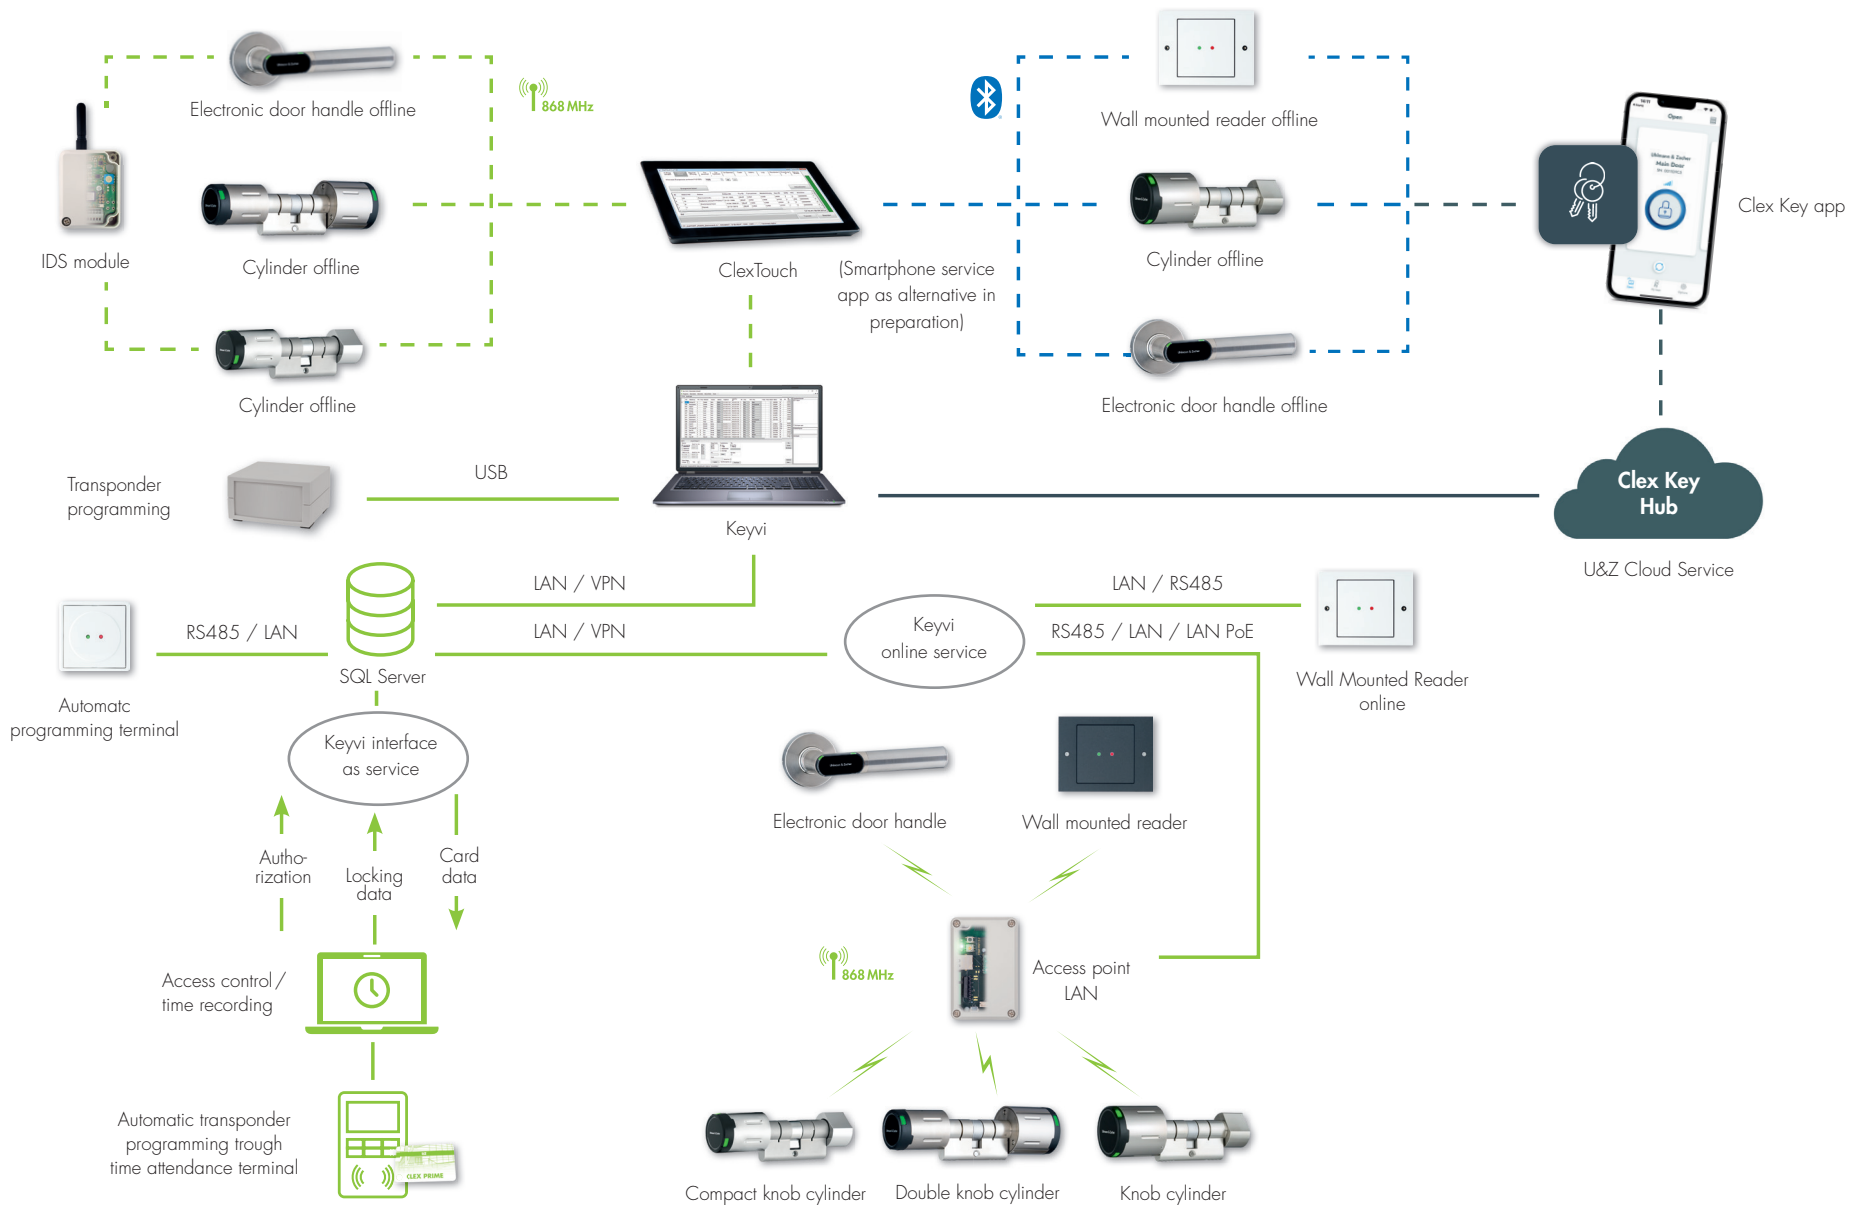 Electronic door handle offline
868 MHz
Wall mounted reader offline
IDS module
Cylinder offline
ClexTouch
(Smartphone service
app as alternative in
preparation)
Cylinder offline
Open
Main Door
Clex Key app
Cylinder offline
Electronic door handle offline
Transponder
programming
USB
Keyvi
Clex Key
Hub
U&Z Cloud Service
LAN / VPN
LAN / RS485
RS485 / LAN
LAN / VPN
Keyvi
online service
RS485 / LAN / LAN PoE
SQL Server
Automatc
programming terminal
Wall Mounted Reader
online
Keyvi interface
as service
Electronic door handle
Wall mounted reader
Autho-
rization
Locking
data
Card
data
868 MHz
Access point
LAN
Access control /
time recording
Automatic transponder
programming trough
time attendance terminal
CLEX PRIME
Compact knob cylinder
Double knob cylinder
Knob cylinder